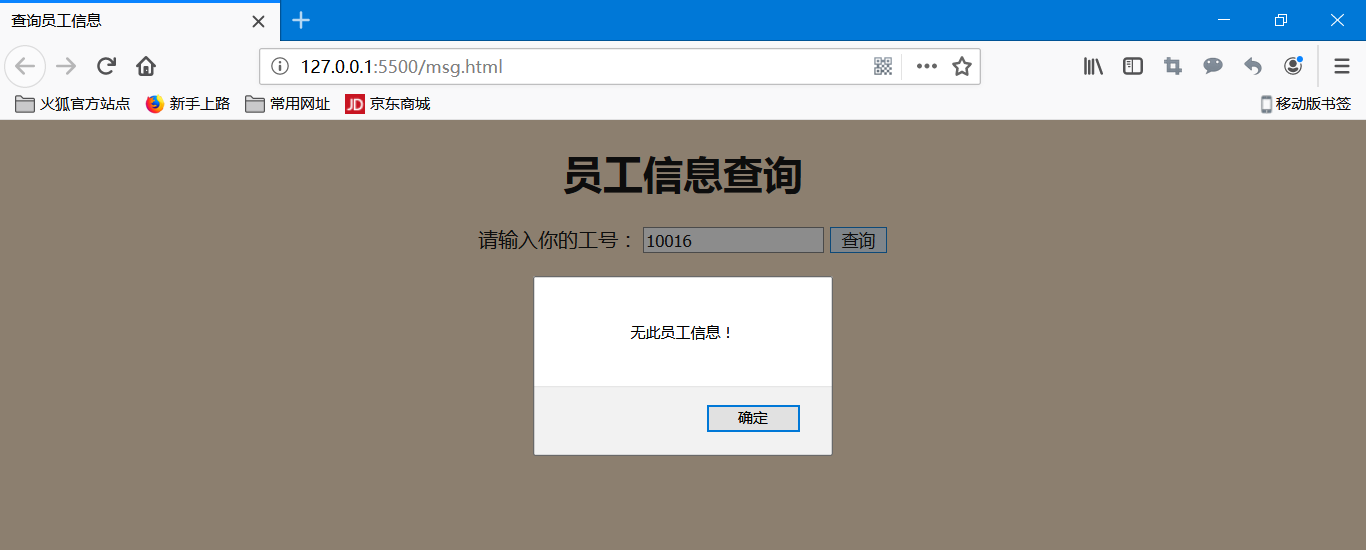 查询员工信息
127.0.0.1:5500/msg.html
火狐官方站点 新手上路 常用网址 JD 京东商城 移动版书签
员工信息查询
请输入你的工号： 10016 查询
无此员工信息！
确定